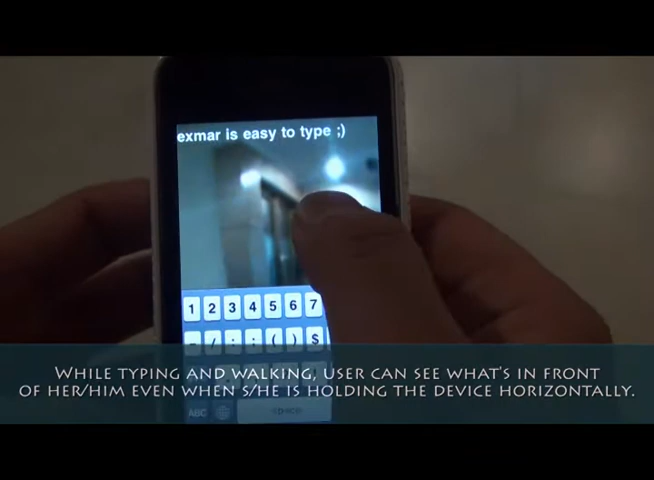 exmar is easy to type ;)
1 2 3 4 5 6 7
- / : ; ( ) $
WHILE TYPING AND WALKING, USER CAN SEE WHAT'S IN FRONT
OF HER/HIM EVEN WHEN S/HE IS HOLDING THE DEVICE HORIZONTALLY.
ABC